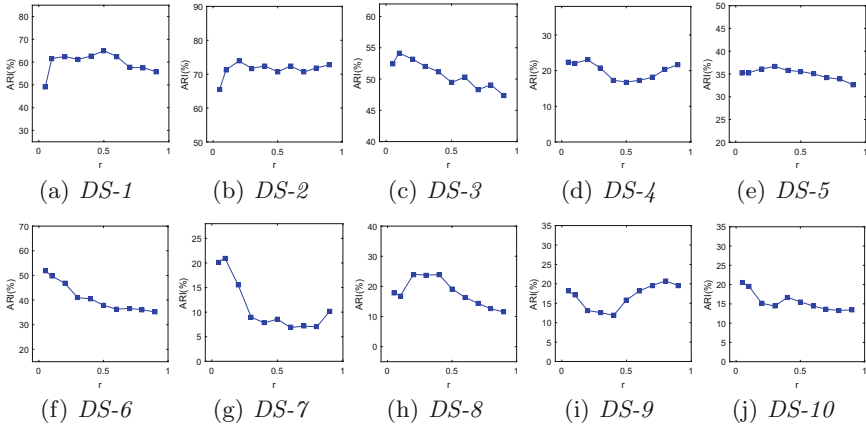 ARI(%)
80
70
60
50
40
30
0
0.5
1
r
(a) DS-1
ARI(%)
90
80
70
60
50
0
0.5
1
r
(b) DS-2
ARI(%)
60
55
50
45
40
0
0.5
1
r
(c) DS-3
ARI(%)
40
20
0
0
0.5
1
r
(d) DS-4
ARI(%)
50
45
40
35
30
25
20
0
0.5
1
r
(e) DS-5
ARI(%)
70
60
50
40
30
20
0
0.5
1
r
(f) DS-6
ARI(%)
25
20
15
10
5
0
0
0.5
1
r
(g) DS-7
ARI(%)
40
30
20
10
0
0
0.5
1
r
(h) DS-8
ARI(%)
35
30
25
20
15
10
5
0
0
0.5
1
r
(i) DS-9
ARI(%)
35
30
25
20
15
10
5
0
0
0.5
1
r
(j) DS-10